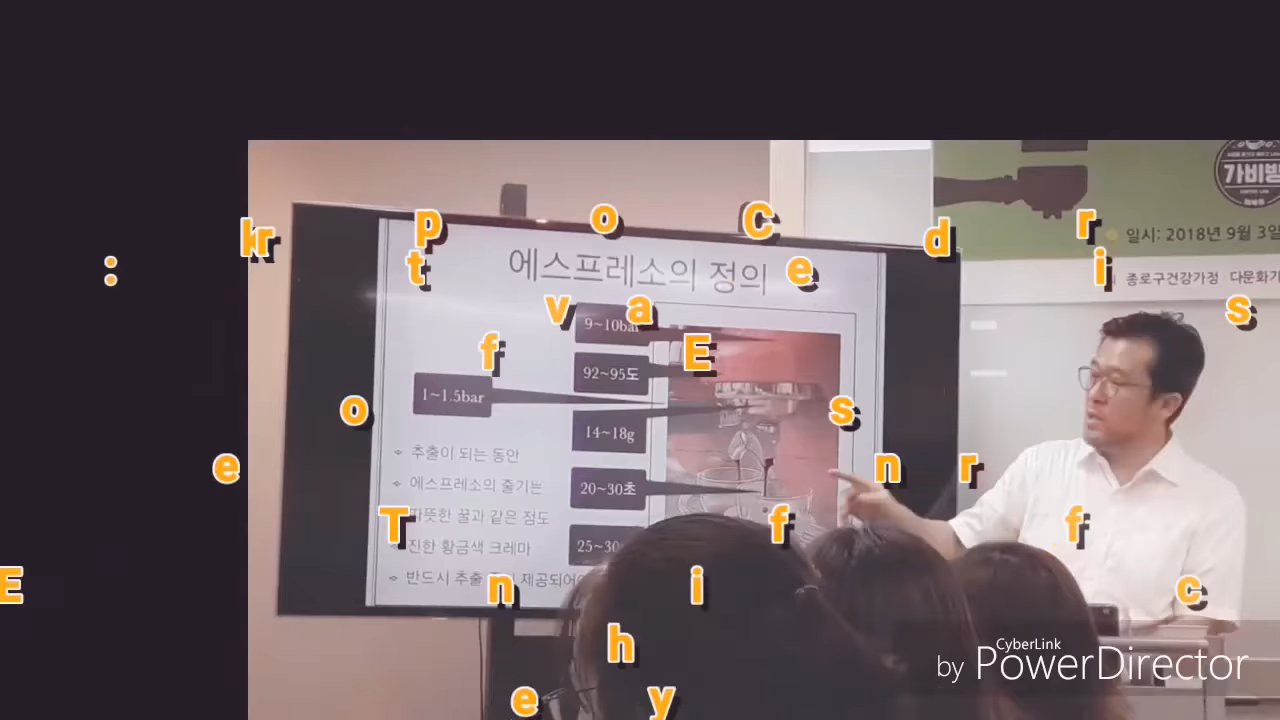 가비방
일시: 2018년 9월 3일
종로구건강가정·다문화가
에스프레소의 정의
9~10bar
92~95도
1~1.5bar
14~18g
20~30초
추출이 되는 동안
에스프레소의 줄기는
따뜻한 꿀과 같은 점도
진한 황금색 크레마
반드시 추출
제공되어
p o C
k r d r
: t e i
v a s
f E
o s
e n r
T f f
E n i c
h
e y
CyberLink
by PowerDirector